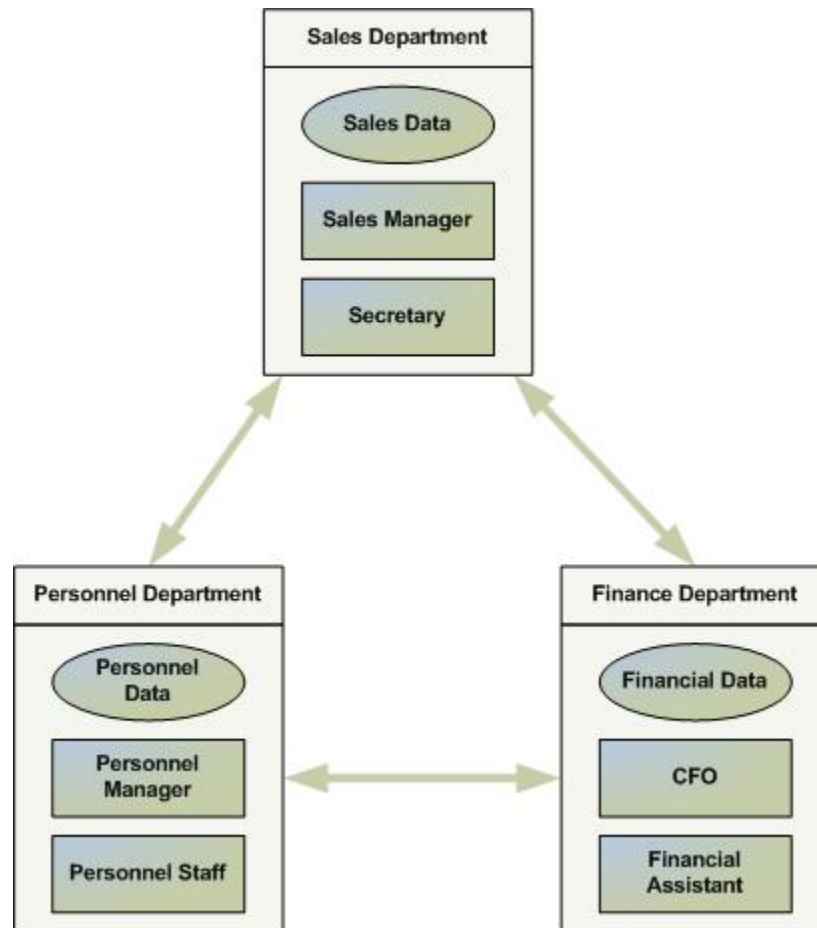 Sales Department
Sales Data
Sales Manager
Secretary
Personnel Department
Personnel
Data
Personnel
Manager
Personnel Staff
Finance Department
Financial Data
CFO
Financial
Assistant